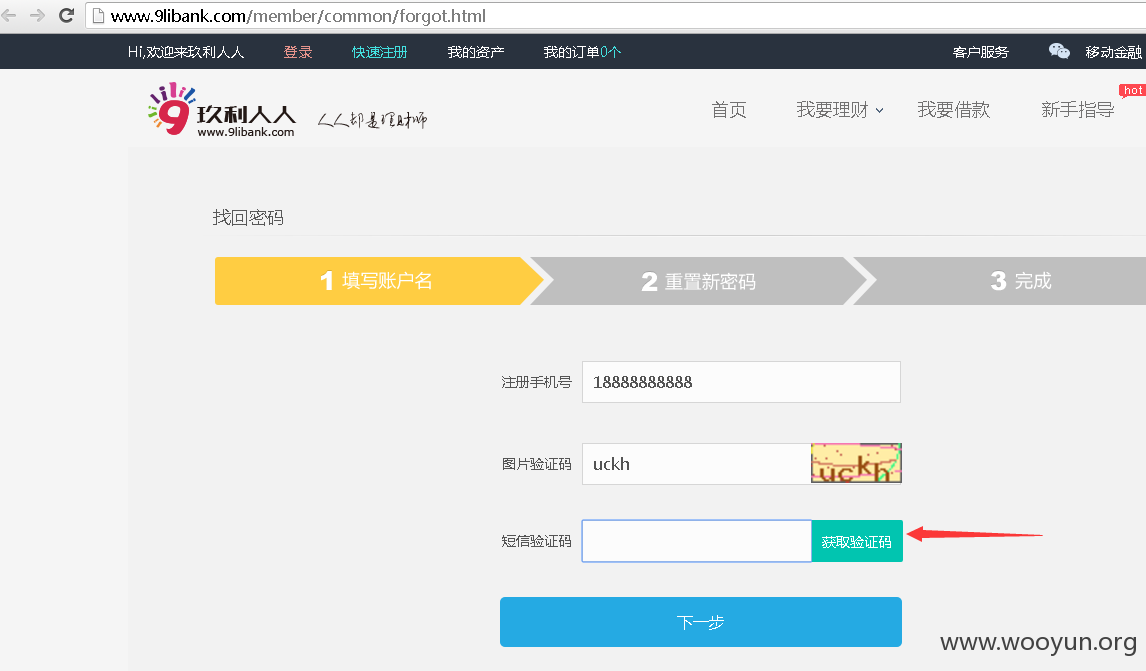 www.9libank.com/member/common/forgot.html
Hi,欢迎来玖利人人 登录 快速注册 我的资产 我的订单0个 客户服务 移动金融
9 玖利人人 www.9libank.com 人人都是理财师
首页 我要理财 我要借款 新手指导 hot
找回密码
1 填写账户名 2 重置新密码 3 完成
注册手机号 18888888888
图片验证码 uckh uckh
短信验证码 获取验证码
下一步
www.wooyun.org